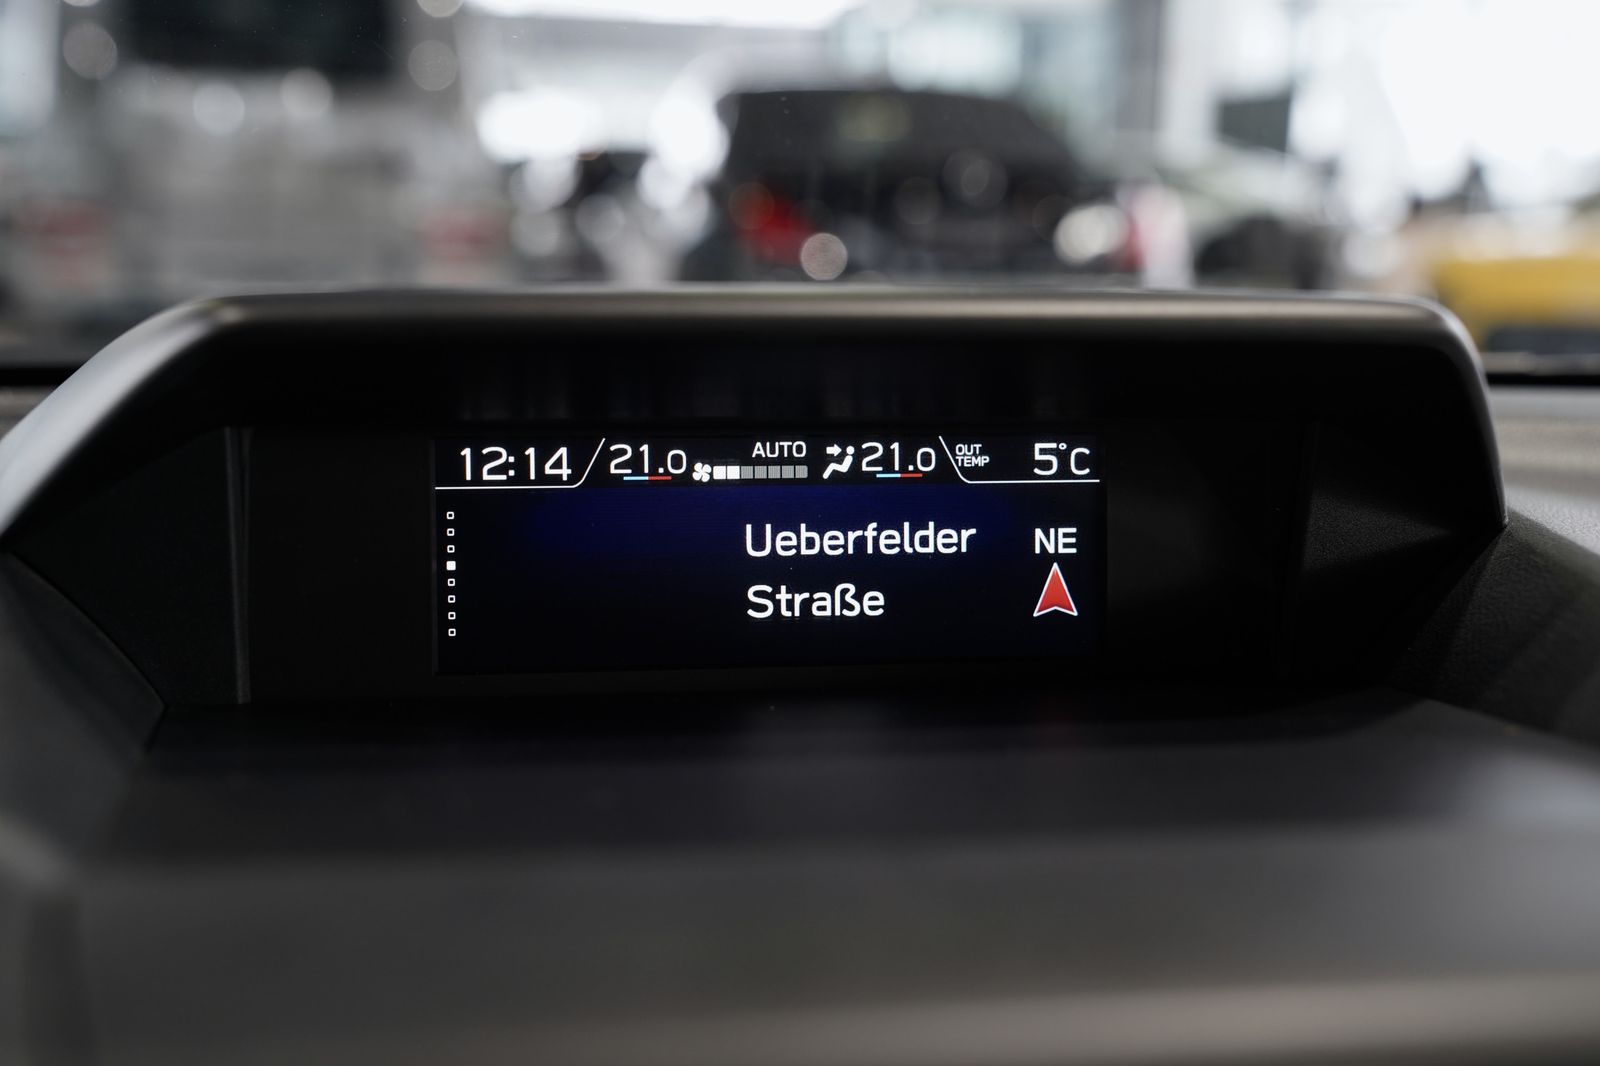 12:14 21.0 AUTO 21.0 OUT TEMP 5°C
Ueberfelder NE
Straße